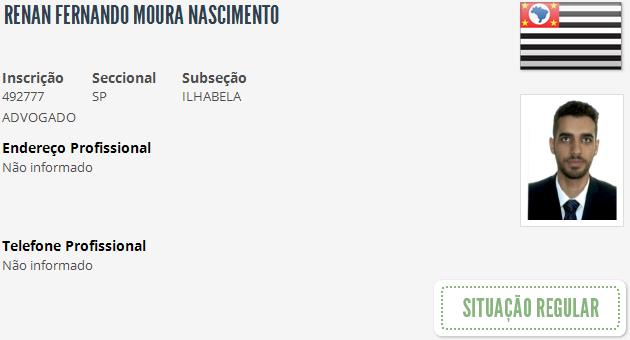 RENAN FERNANDO MOURA NASCIMENTO
Inscrição Seccional Subseção
492777 SP ILHABELA
ADVOGADO
Endereço Profissional
Não informado
Telefone Profissional
Não informado
SITUAÇÃO REGULAR